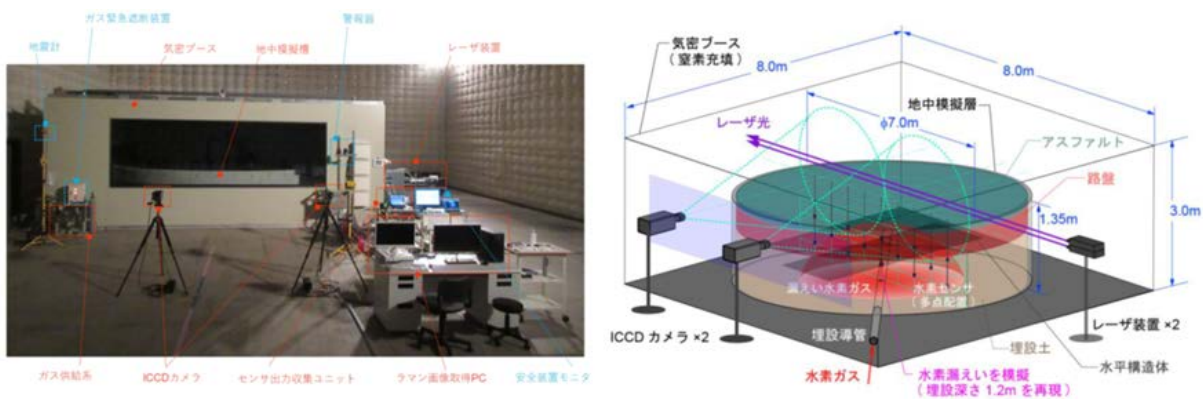 ガス緊急遮断装置
警報器
地震計
気密ブース
地中模擬槽
レーザ装置
ガス供給系
ICCDカメラ
センサ出力収集ユニット
ラマン画像取得PC
安全装置モニタ
気密ブース
(窒素充填)
8.0m
8.0m
地中模擬層
レーザ光
φ7.0m
アスファルト
路盤
1.35m
3.0m
漏えい水素ガス
水素センサ
(多点配置)
ICCD カメラ ×2
埋設導管
レーザ装置 ×2
埋設土
水平構造体
水素ガス
水素漏えいを模擬
(埋設深さ 1.2m を再現)